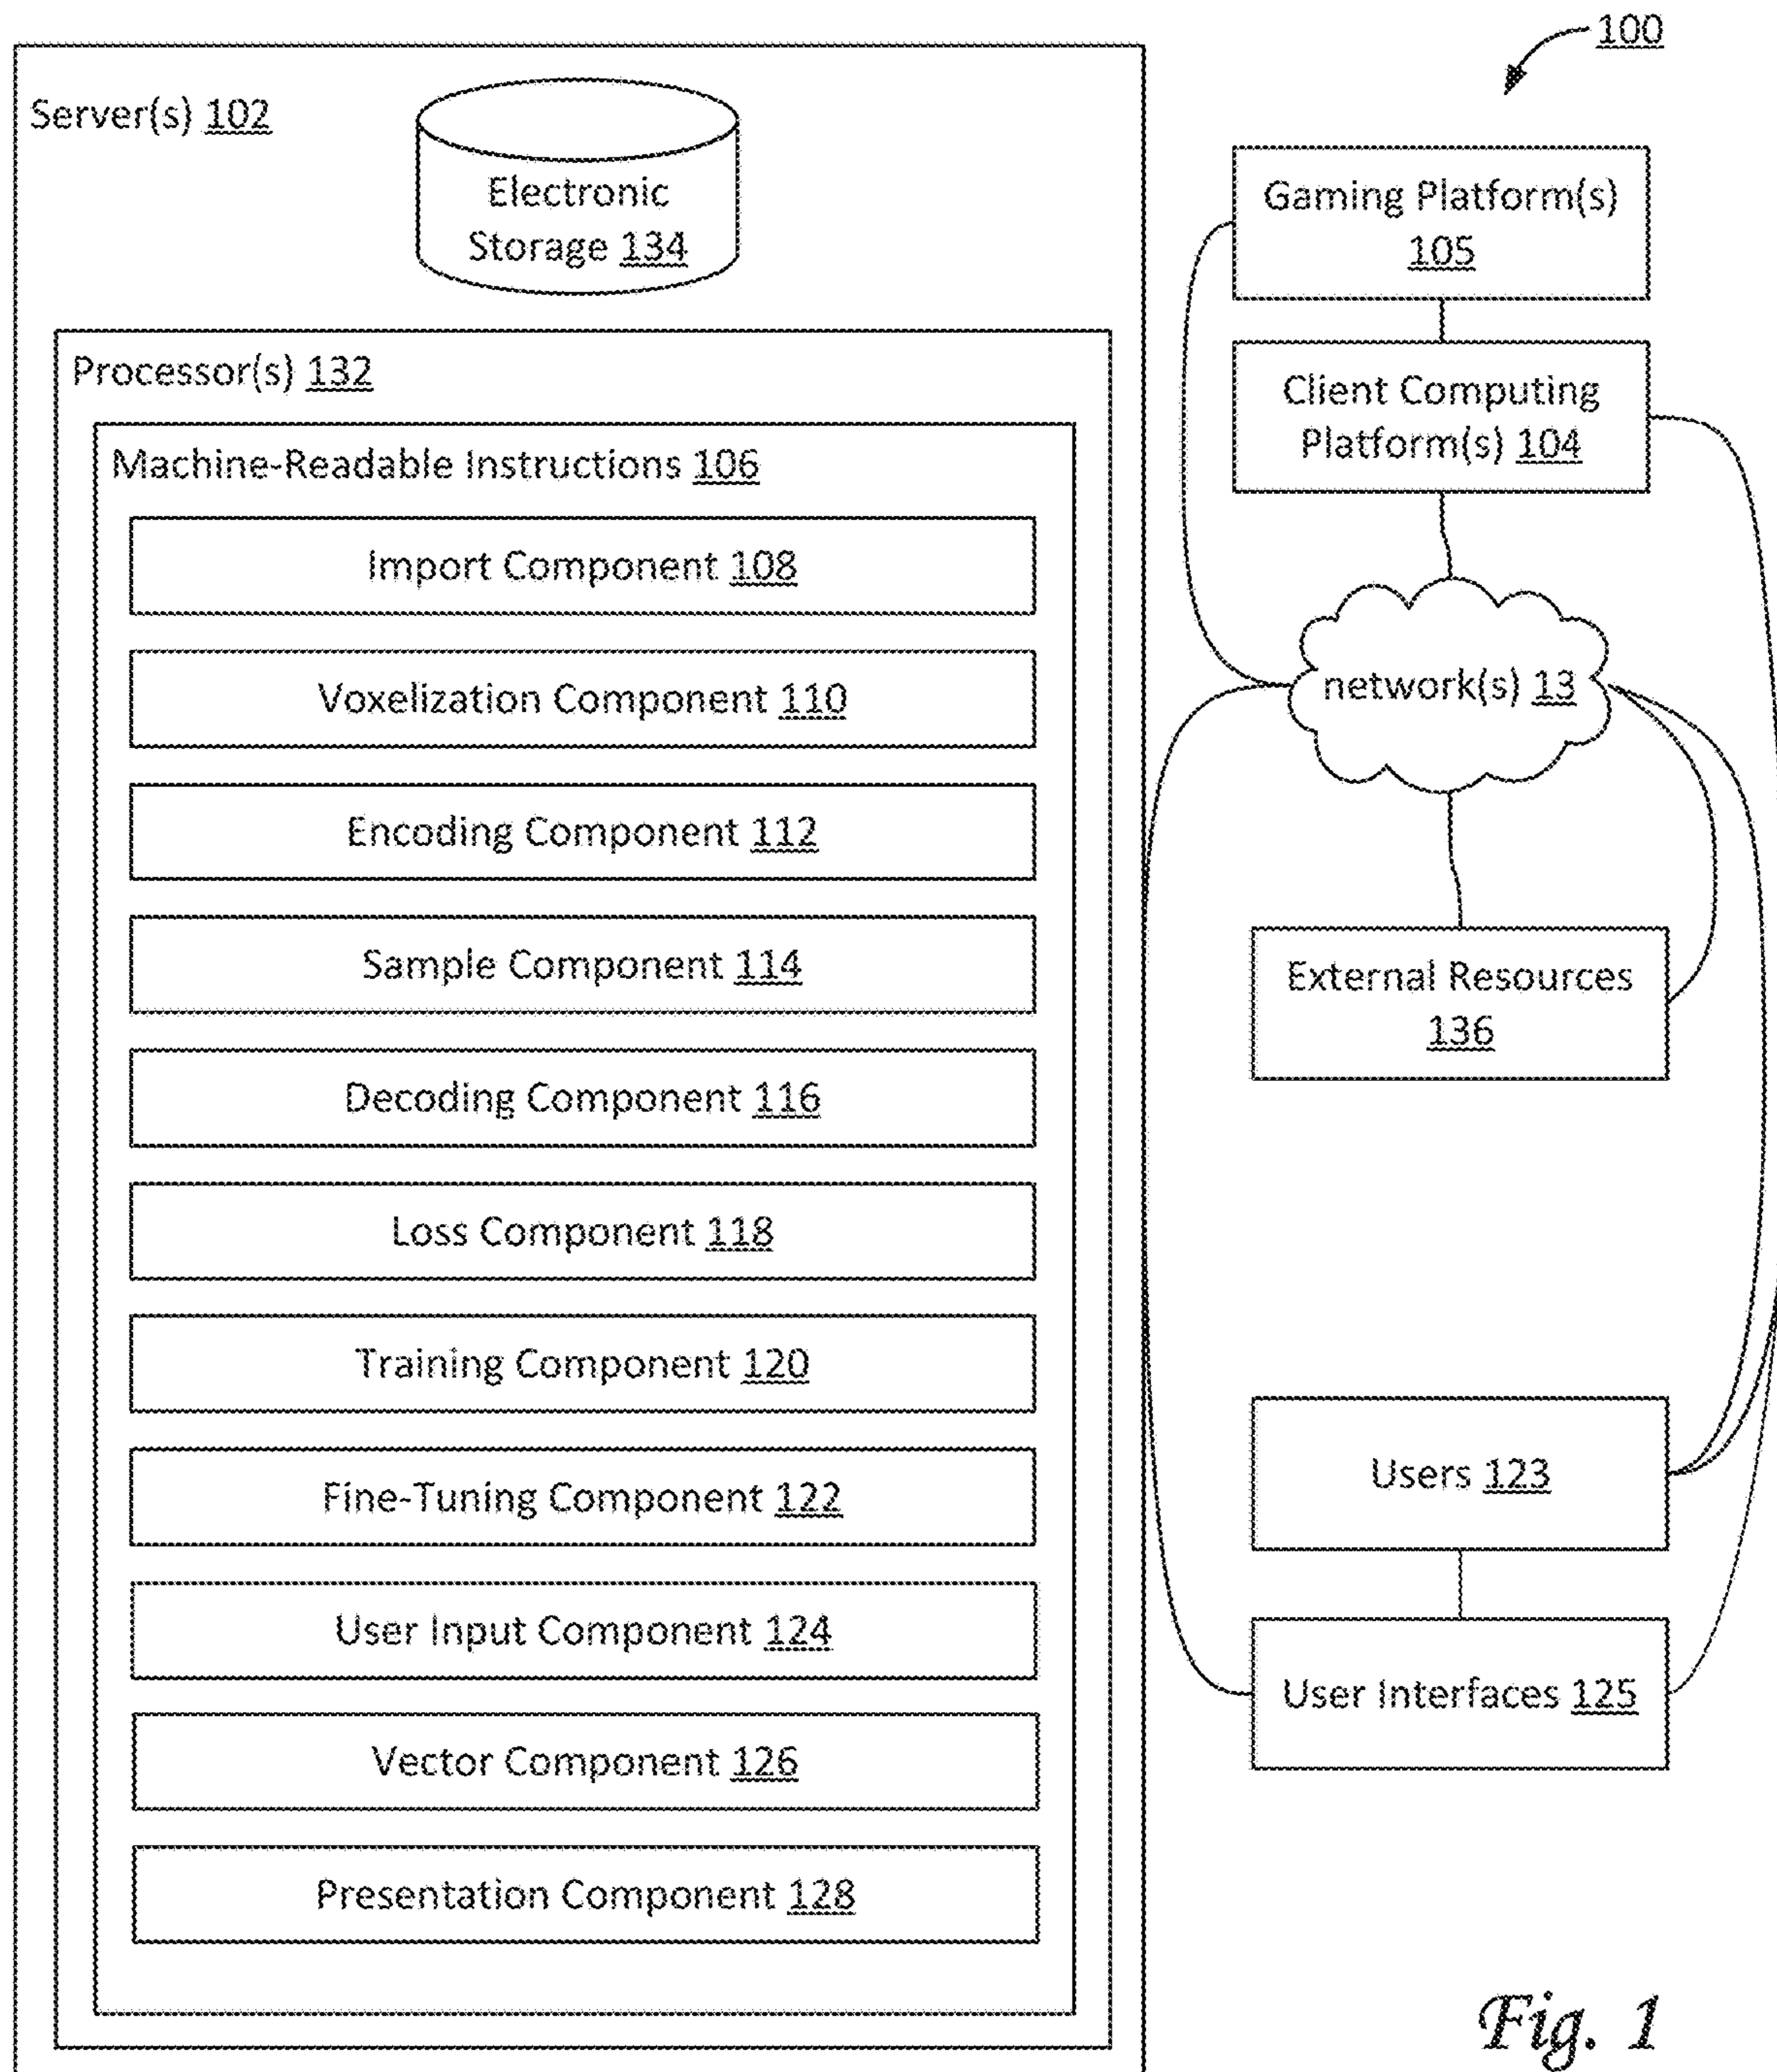 100
Server(s) 102
Electronic
Storage 134
Processor(s) 132
Machine-Readable Instructions 106
Import Component 108
Voxelization Component 110
Encoding Component 112
Sample Component 114
Decoding Component 116
Loss Component 118
Training Component 120
Fine-Tuning Component 122
User Input Component 124
Vector Component 126
Presentation Component 128
Gaming Platform(s)
105
Client Computing
Platform(s) 104
network(s) 13
External Resources
136
Users 123
User Interfaces 125
Fig. 1